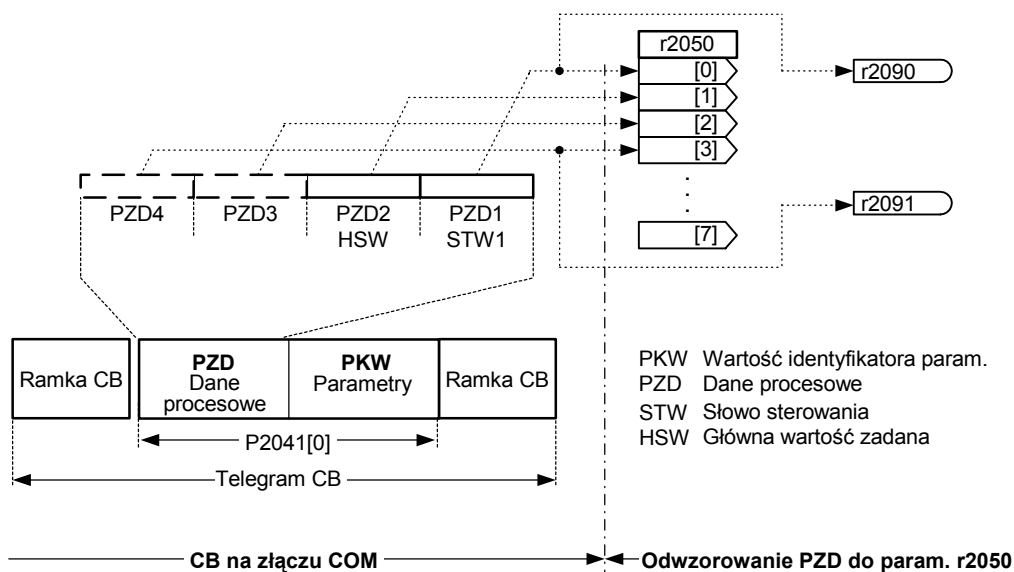 r2050
[0]
r2090
[1]
[2]
[3]
PZD4 PZD3 PZD2 PZD1
HSW STW1
r2091
[7]
Ramka CB
PZD
Dane
procesowe
PKW
Parametry
Ramka CB
P2041[0]
Telegram CB
PKW Wartość identyfikatora param.
PZD Dane procesowe
STW Słowo sterowania
HSW Główna wartość zadana
CB na złączu COM
Odwzorowanie PZD do param. r2050